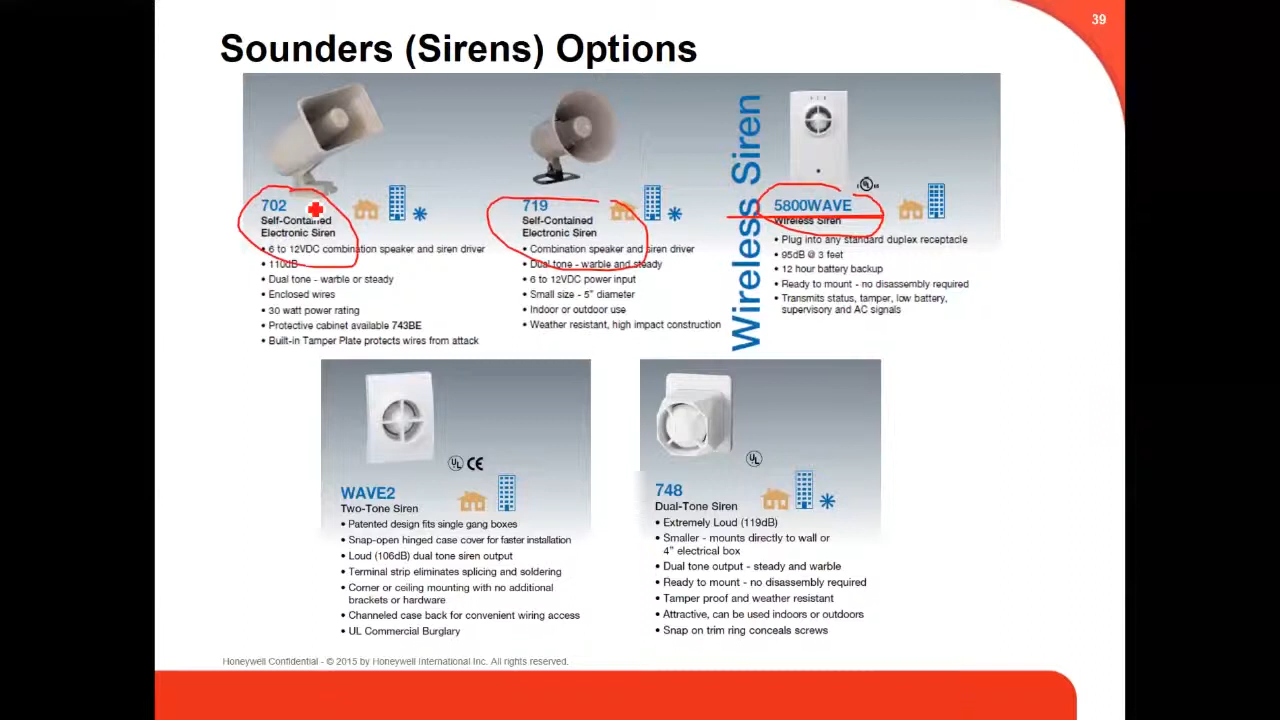 39
Sounders (Sirens) Options
702
Self-Contained
Electronic Siren
• 6 to 12VDC combination speaker and siren driver
• 110dB
• Dual tone - warble or steady
• Enclosed wires
• 30 watt power rating
• Protective cabinet available 743BE
• Built-in Tamper Plate protects wires from attack
719
Self-Contained
Electronic Siren
• Combination speaker and siren driver
• Dual tone - warble and steady
• 6 to 12VDC power input
• Small size - 5" diameter
• Indoor or outdoor use
• Weather resistant, high impact construction
Wireless Siren
UL
5800WAVE
Wireless Siren
• Plug into any standard duplex receptacle
• 95dB @ 3 feet
• 12 hour battery backup
• Ready to mount - no disassembly required
• Transmits status, tamper, low battery,
supervisory and AC signals
UL CE
WAVE2
Two-Tone Siren
• Patented design fits single gang boxes
• Snap-open hinged case cover for faster installation
• Loud (106dB) dual tone siren output
• Terminal strip eliminates splicing and soldering
• Corner or ceiling mounting with no additional
brackets or hardware
• Channeled case back for convenient wiring access
• UL Commercial Burglary
UL
748
Dual-Tone Siren
• Extremely Loud (119dB)
• Smaller - mounts directly to wall or
4" electrical box
• Dual tone output - steady and warble
• Ready to mount - no disassembly required
• Tamper proof and weather resistant
• Attractive, can be used indoors or outdoors
• Snap on trim ring conceals screws
Honeywell Confidential - © 2015 by Honeywell International Inc. All rights reserved.